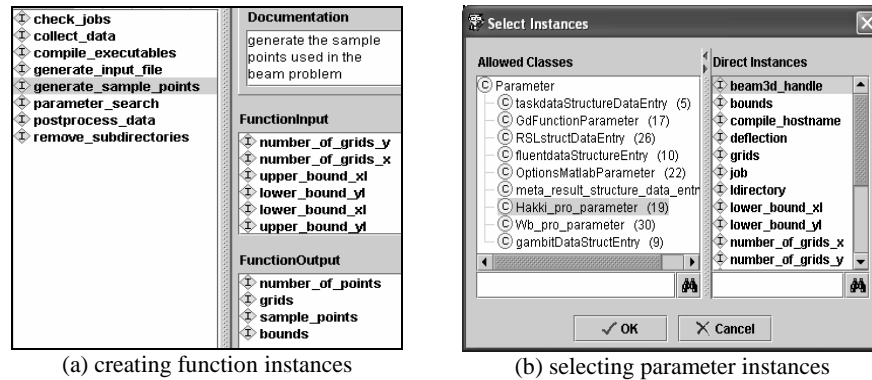 check_jobs
collect_data
compile_executables
generate_input_file
generate_sample_points
parameter_search
postprocess_data
remove_subdirectories
Documentation
generate the sample
points used in the
beam problem
FunctionInput
number_of_grids_y
number_of_grids_x
upper_bound_xl
lower_bound_yl
lower_bound_xl
upper_bound_yl
FunctionOutput
number_of_points
grids
sample_points
bounds
(a) creating function instances
Select Instances
Allowed Classes
Parameter
taskdataStructureDataEntry (5)
GdFunctionParameter (17)
RSLstructDataEntry (26)
fluentdataStructureEntry (10)
OptionsMatlabParameter (22)
meta_result_structure_data_entr
Hakki_pro_parameter (19)
Wb_pro_parameter (30)
gambitDataStructEntry (9)
Direct Instances
beam3d_handle
bounds
compile_hostname
deflection
grids
job
ldirectory
lower_bound_xl
lower_bound_yl
number_of_grids_x
number_of_grids_y
OK
Cancel
(b) selecting parameter instances